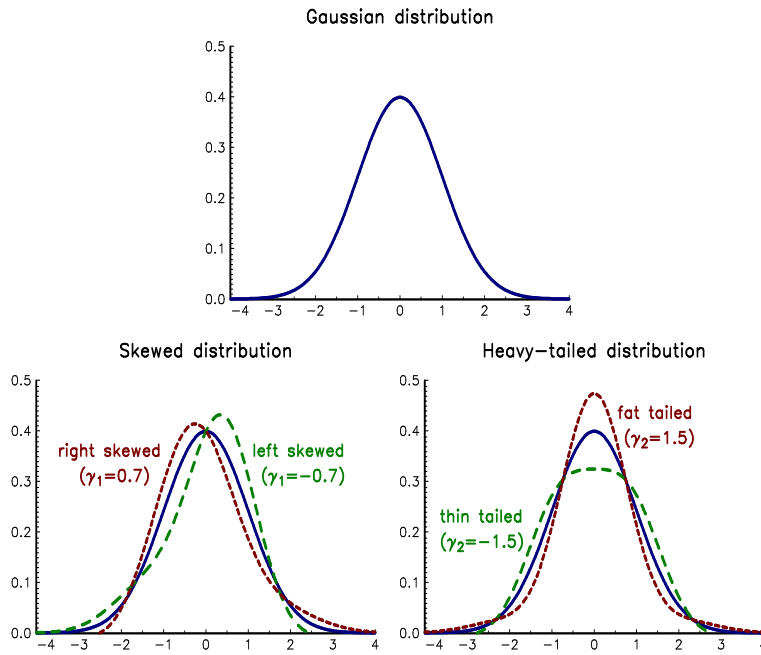 Gaussian distribution
0.5
0.4
0.3
0.2
0.1
0.0
−4 −3 −2 −1 0 1 2 3 4
Skewed distribution
0.5
0.4
0.3
0.2
0.1
0.0
right skewed
(γ1=0.7)
left skewed
(γ1=−0.7)
−4 −3 −2 −1 0 1 2 3 4
Heavy−tailed distribution
0.5
0.4
0.3
0.2
0.1
0.0
fat tailed
(γ2=1.5)
thin tailed
(γ2=−1.5)
−4 −3 −2 −1 0 1 2 3 4